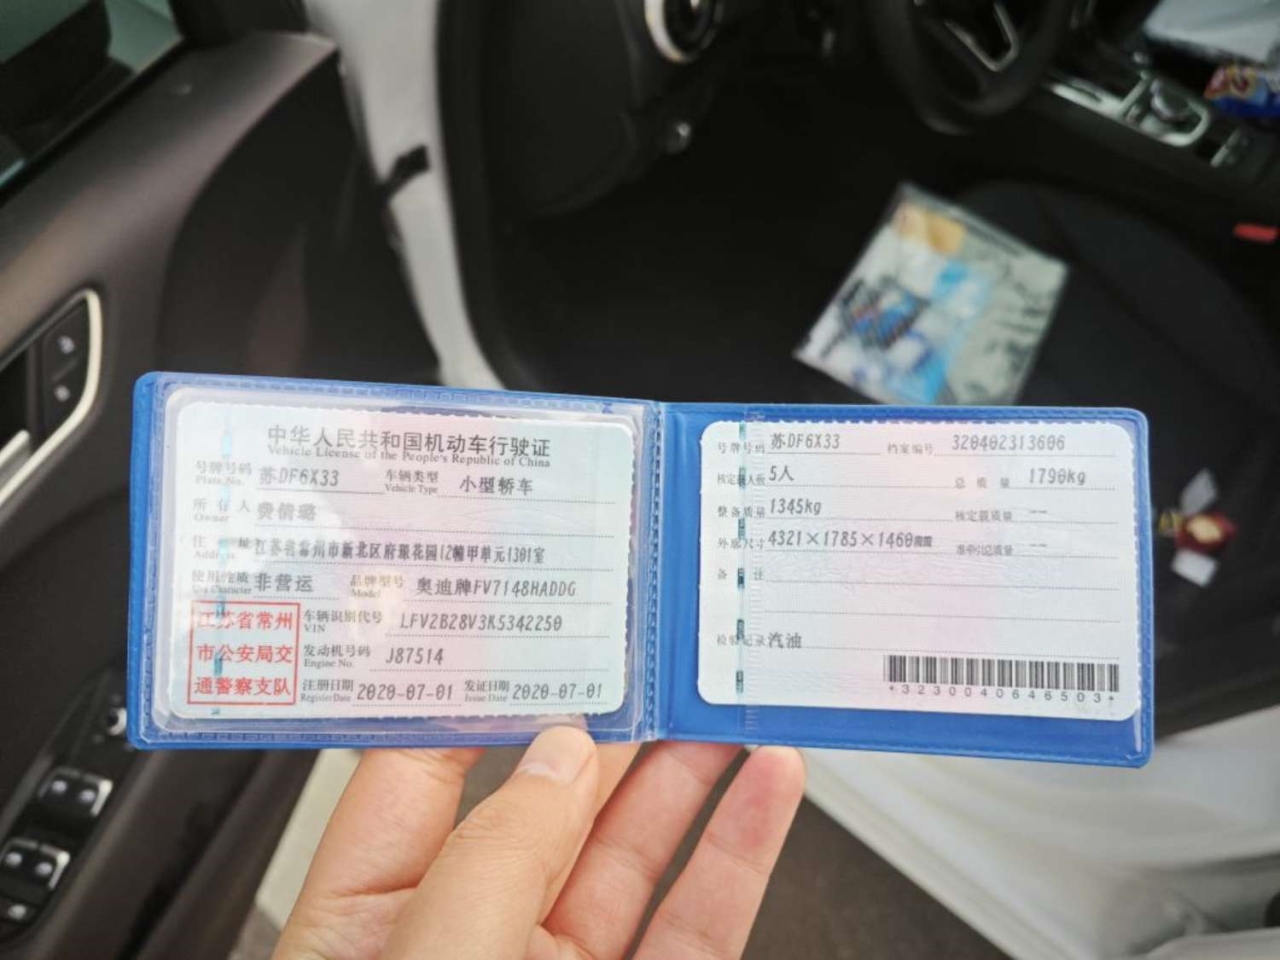 中华人民共和国机动车行驶证
Vehicle License of the People's Republic of China
号牌号码 Plate No. 苏DF6X33 车辆类型 Vehicle Type 小型轿车
所有人 Owner 费倩璐
住址 Address 江苏省常州市新北区府琅花园12幢甲单元1301室
使用性质 Use Character 非营运 品牌型号 Model 奥迪牌FV7148HADDG
江苏省常州
市公安局交
通警察支队
车辆识别代号 VIN LFV2B28V3K5342250
发动机号码 Engine No. J87514
注册日期 Register Date 2020-07-01 发证日期 Issue Date 2020-07-01
号牌号码 苏DF6X33 档案编号 320402313606
核定载人数 5人 总质量 1790kg
整备质量 1345kg 核定载质量 --
外廓尺寸 4321×1785×1460mm 准牵引总质量 --
备注
检验记录 汽油
*3230040646503*